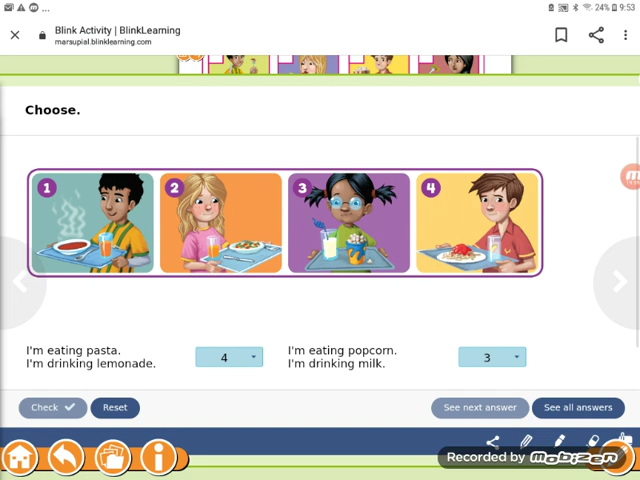 24% 9:53
Blink Activity | BlinkLearning
marsupial.blinklearning.com
Choose.
1 2 3 4
I'm eating pasta.
I'm drinking lemonade.
4
I'm eating popcorn.
I'm drinking milk.
3
Check
Reset
See next answer
See all answers
Recorded by MOBIZEN